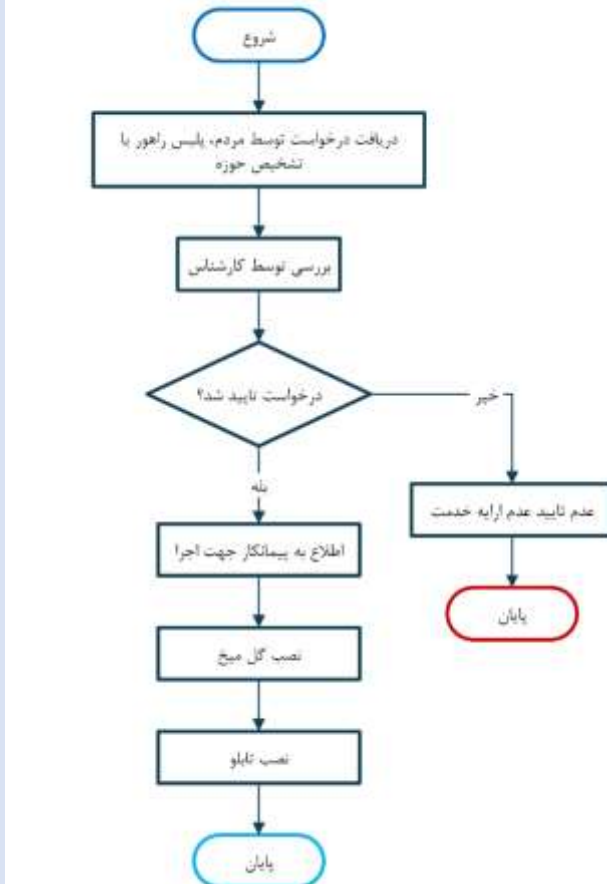 شروع
دریافت درخواست توسط مردم، پلیس راهور یا
تشخیص حوزه
بررسی توسط کارشناس
درخواست تایید شد؟
خیر
بله
عدم تایید عدم ارایه خدمت
اطلاع به پیمانکار جهت اجرا
پایان
نصب گل میخ
نصب تابلو
پایان